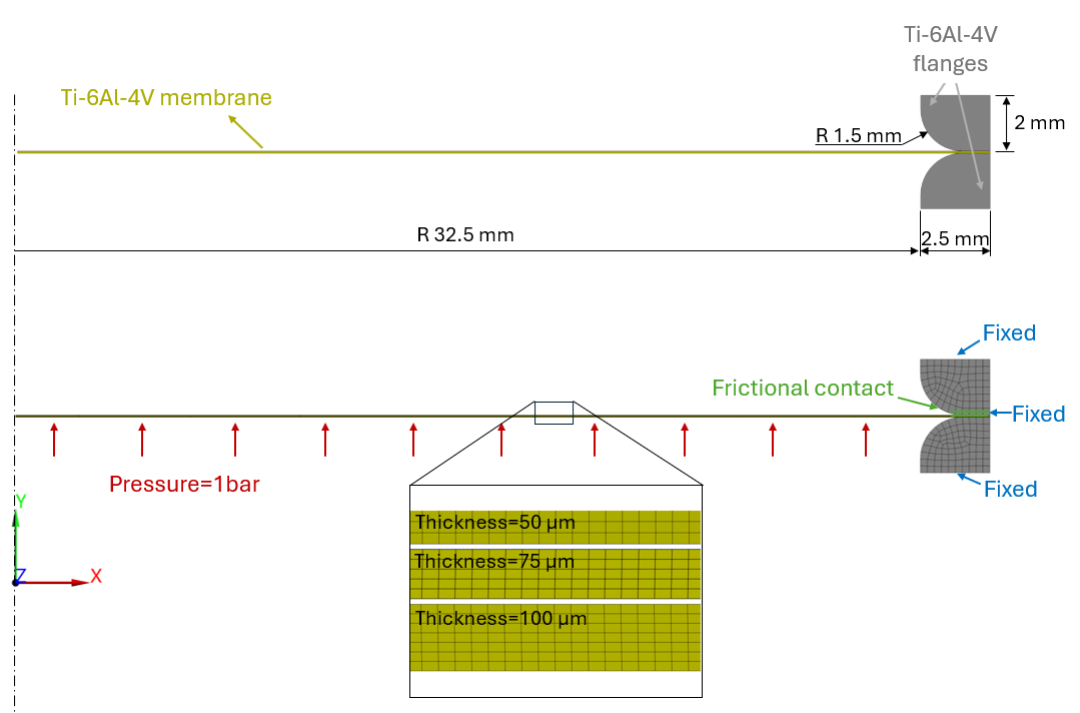 Ti-6Al-4V
flanges
Ti-6Al-4V membrane
2 mm
R 1.5 mm
R 32.5 mm
2.5 mm
Fixed
Frictional contact
Fixed
Pressure=1bar
Fixed
Y
Thickness=50 µm
Thickness=75 µm
Z
X
Thickness=100 µm